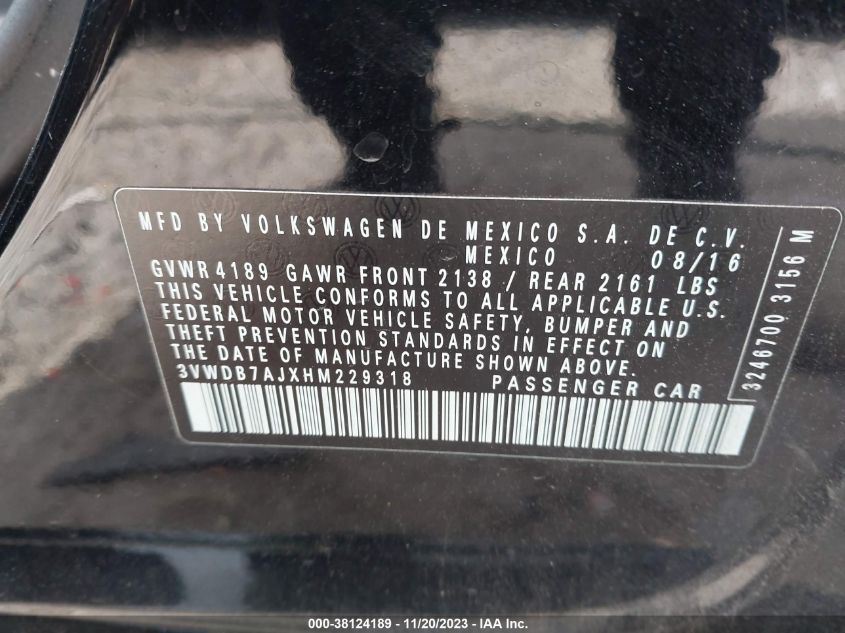 MFD BY VOLKSWAGEN DE MEXICO S.A. DE C.V.
MEXICO 08/16
GVWR 4189 GAWR FRONT 2138 / REAR 2161 LBS
THIS VEHICLE CONFORMS TO ALL APPLICABLE U.S.
FEDERAL MOTOR VEHICLE SAFETY, BUMPER AND
THEFT PREVENTION STANDARDS IN EFFECT ON
THE DATE OF MANUFACTURE SHOWN ABOVE.
3VWDB7AJXHM229318 PASSENGER CAR
3246700 3156 M
000-38124189 - 11/20/2023 - IAA Inc.